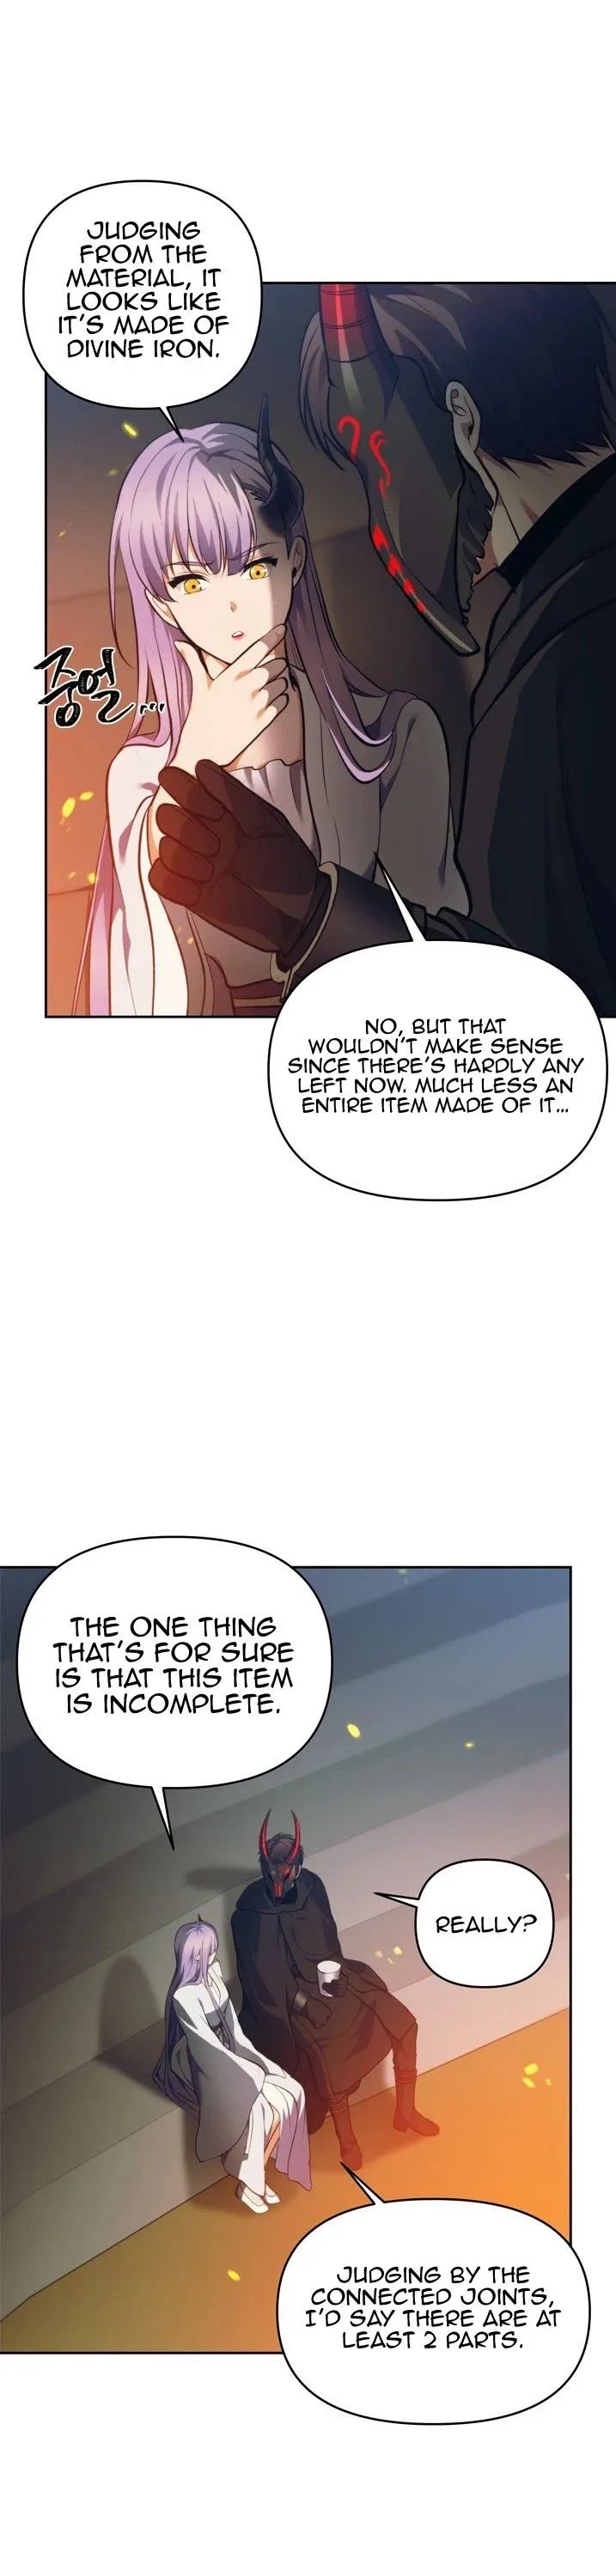 JUDGING
FROM THE
MATERIAL, IT
LOOKS LIKE
IT'S MADE OF
DIVINE IRON.
중얼...
NO, BUT THAT
WOULDN'T MAKE SENSE
SINCE THERE'S HARDLY ANY
LEFT NOW. MUCH LESS AN
ENTIRE ITEM MADE OF IT...
THE ONE THING
THAT'S FOR SURE
IS THAT THIS ITEM
IS INCOMPLETE.
REALLY?
JUDGING BY THE
CONNECTED JOINTS,
I'D SAY THERE ARE AT
LEAST 2 PARTS.